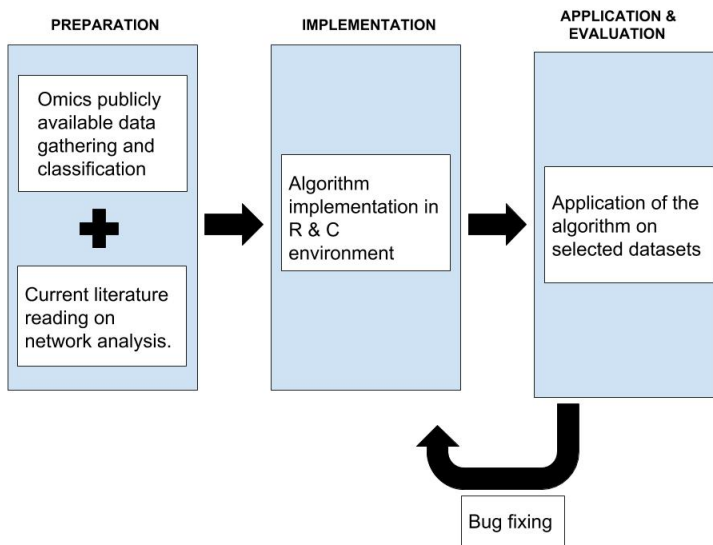 PREPARATION
Omics publicly
available data
gathering and
classification
Current literature
reading on
network analysis.
IMPLEMENTATION
Algorithm
implementation in
R & C
environment
APPLICATION &
EVALUATION
Application of the
algorithm on
selected datasets
Bug fixing